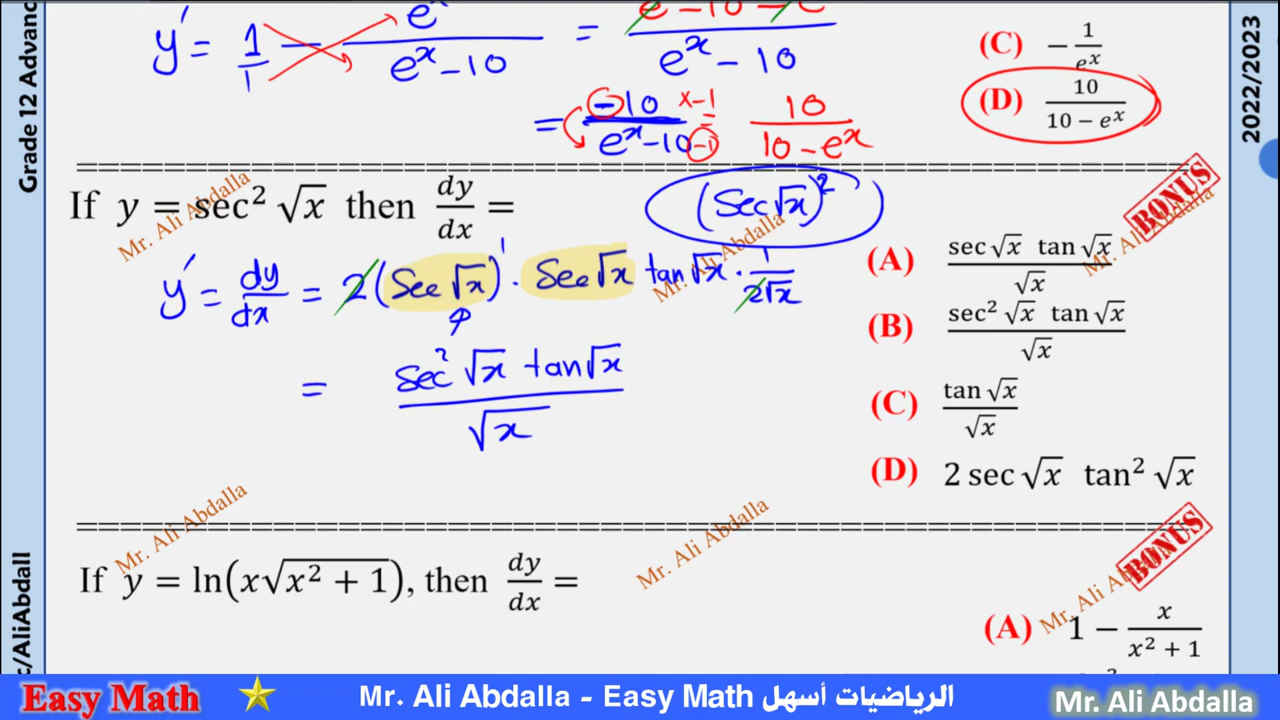 Grade 12 Advanc
2022/2023
y' = 1/1 − e^x/(e^x − 10) = e − 10 − e/(e^x − 10)
(C) −1/e^x
= −10/(e^x − 10) ×−1/−1 = 10/(10 − e^x)
(D) 10/(10 − e^x)
================================================
If y = sec² √x then dy/dx =
(Sec √x)²
BONUS
Mr. Ali Abdalla
Mr. Ali Abdalla
Mr. Ali Abdalla
y' = dy/dx = 2 (Sec √x)^1 · Sec √x tan √x · 1/(2√x)
(A) sec √x tan √x / √x
(B) sec² √x tan √x / √x
= sec² √x tan √x / √x
(C) tan √x / √x
(D) 2 sec √x tan² √x
Mr. Ali Abdalla
Mr. Ali Abdalla
================================================
BONUS
Mr. Ali Abdalla
If y = ln(x√(x² + 1)), then dy/dx =
(A) 1 − x/(x² + 1)
c/AliAbdall
Easy Math
Mr. Ali Abdalla - Easy Math الرياضيات أسهل
Mr. Ali Abdalla